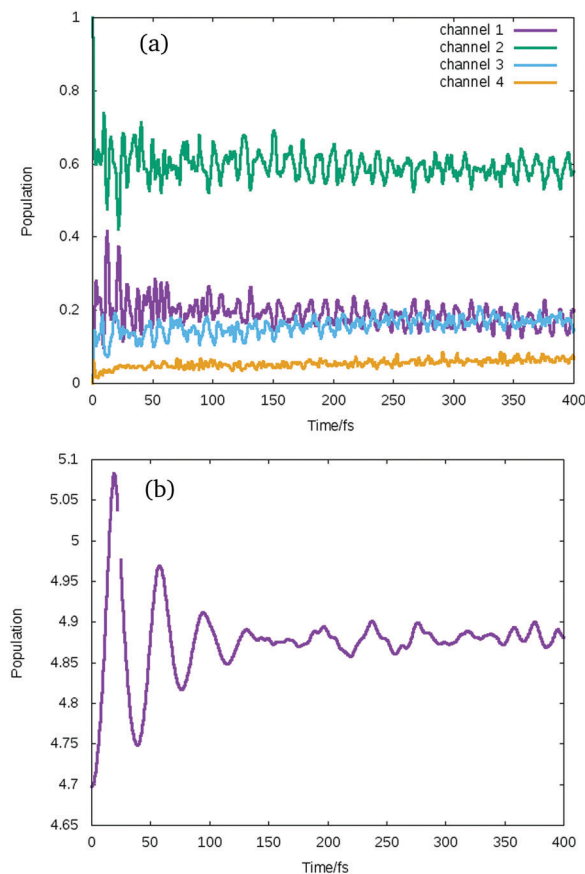 (a)
channel 1
channel 2
channel 3
channel 4
1
0.8
0.6
0.4
0.2
0
Population
0 50 100 150 200 250 300 350 400
Time/fs
(b)
5.1
5.05
5
4.95
4.9
4.85
4.8
4.75
4.7
4.65
Population
0 50 100 150 200 250 300 350 400
Time/fs